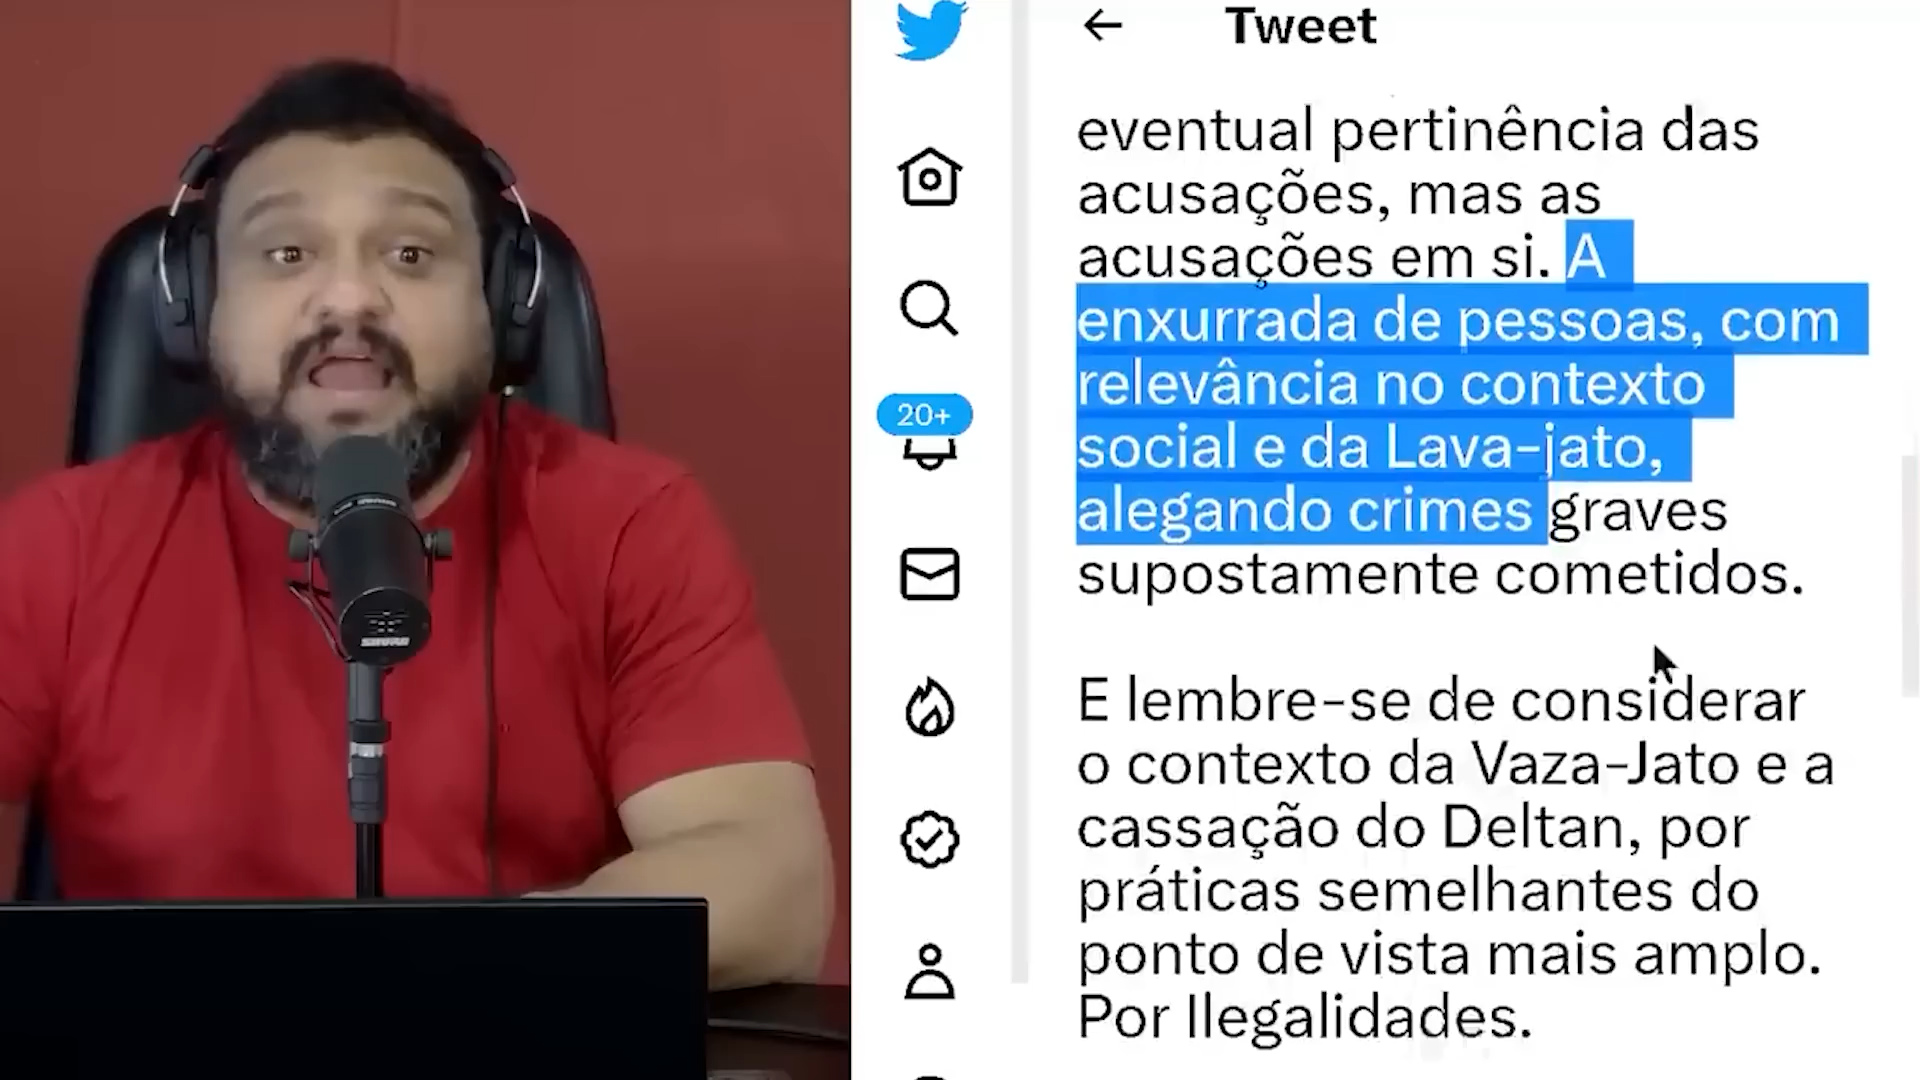 Tweet
eventual pertinência das
acusações, mas as
acusações em si. A
enxurrada de pessoas, com
relevância no contexto
social e da Lava-jato,
alegando crimes graves
supostamente cometidos.
E lembre-se de considerar
o contexto da Vaza-Jato e a
cassação do Deltan, por
práticas semelhantes do
ponto de vista mais amplo.
Por Ilegalidades.
20+
SHURE